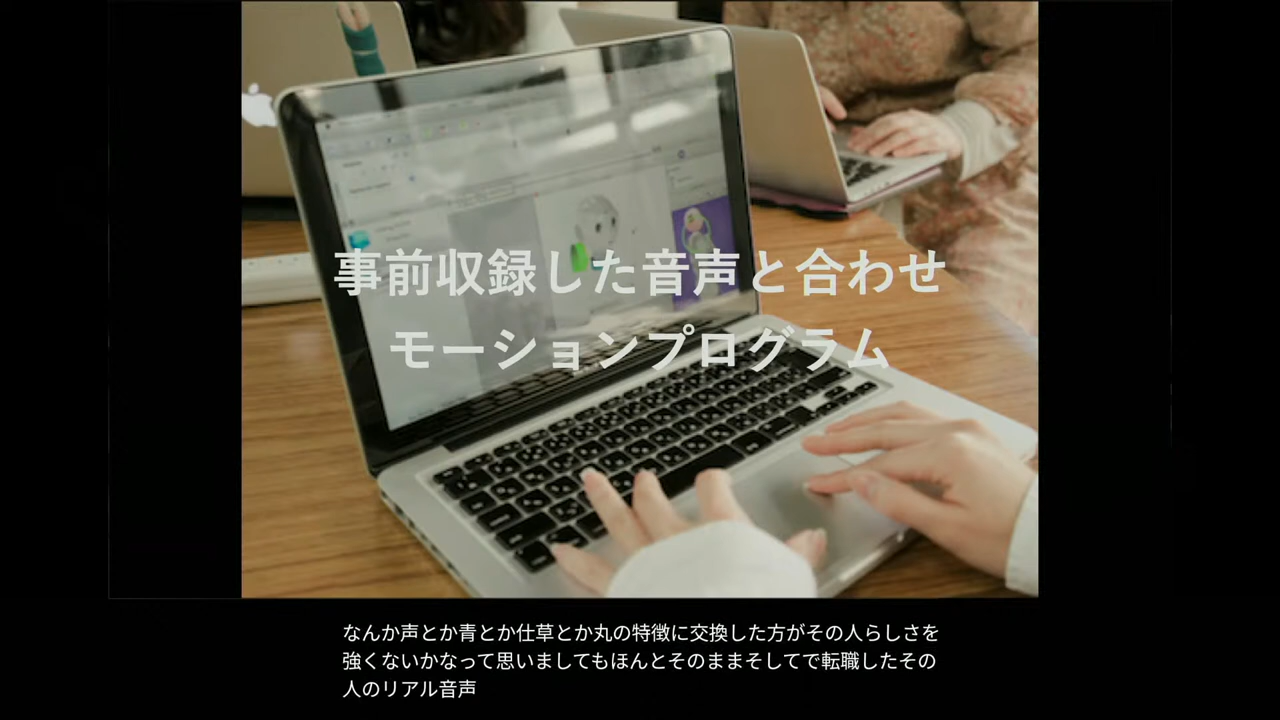 事前収録した音声と合わせ
モーションプログラム
なんか声とか青とか仕草とか丸の特徴に交換した方がその人らしさを
強くないかなって思いましてもほんとそのままそしてで転職したその
人のリアル音声